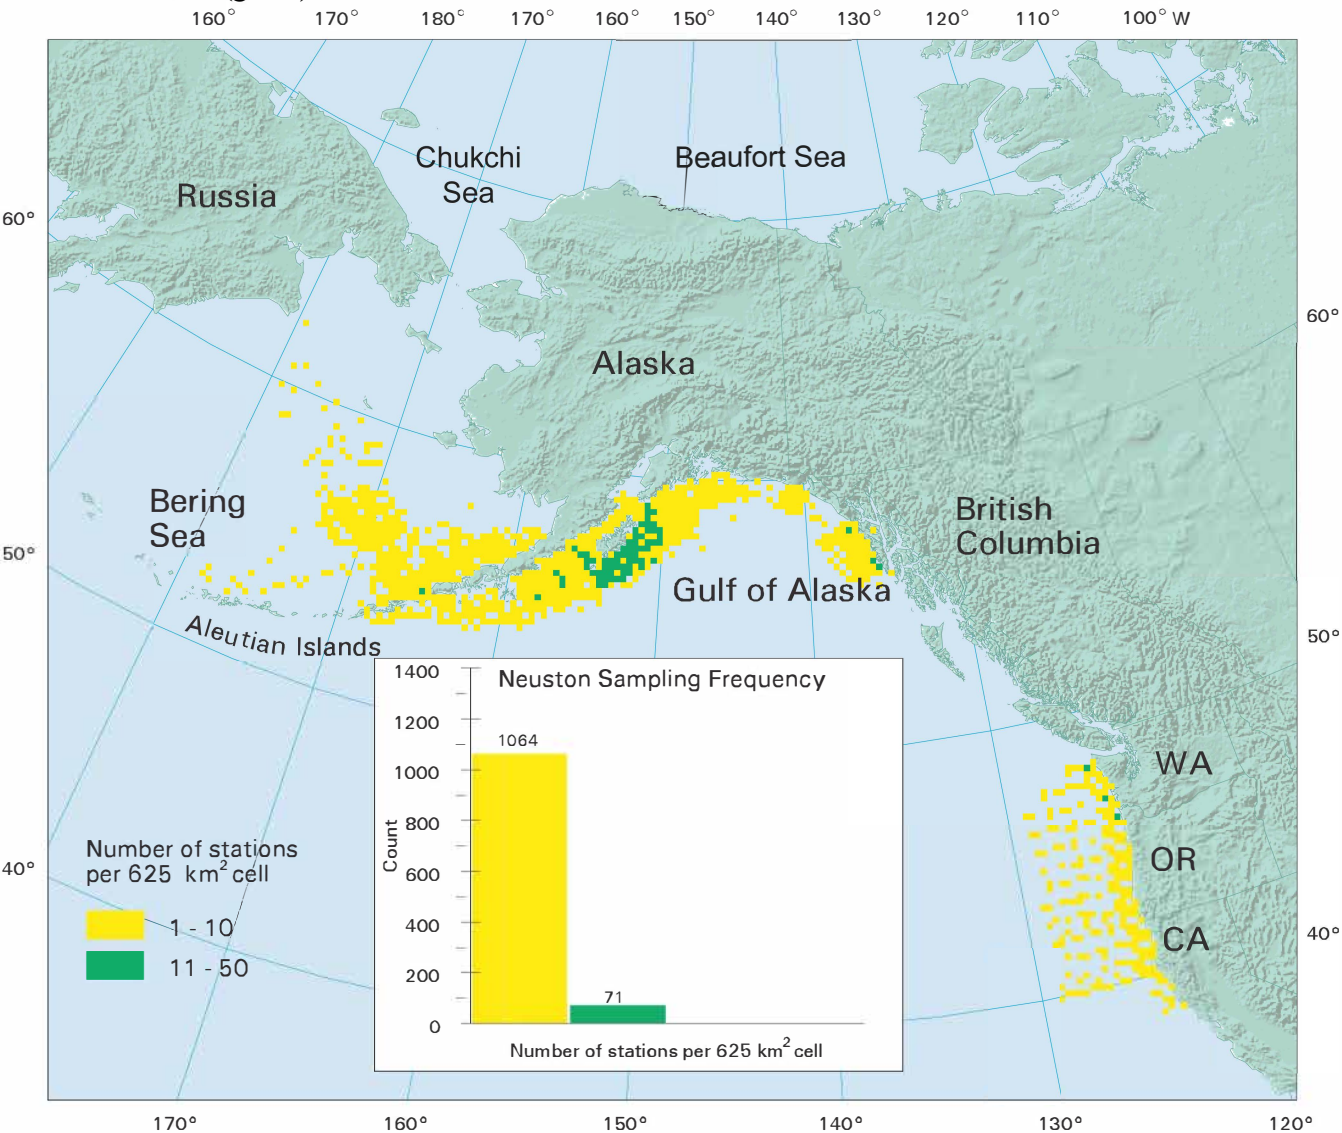 160° 170° 180° 170° 160° 150° 140° 130° 120° 110° 100° W
Chukchi
Sea
Beaufort Sea
Russia
60°
60°
Alaska
Bering
Sea
British
Columbia
50°
Gulf of Alaska
Aleutian Islands
50°
Neuston Sampling Frequency
1400
1200
1000
800
600
400
200
0
Count
1064
71
Number of stations per 625 km² cell
WA
OR
CA
Number of stations
per 625 km² cell
1 - 10
11 - 50
40°
40°
170° 160° 150° 140° 130° 120°